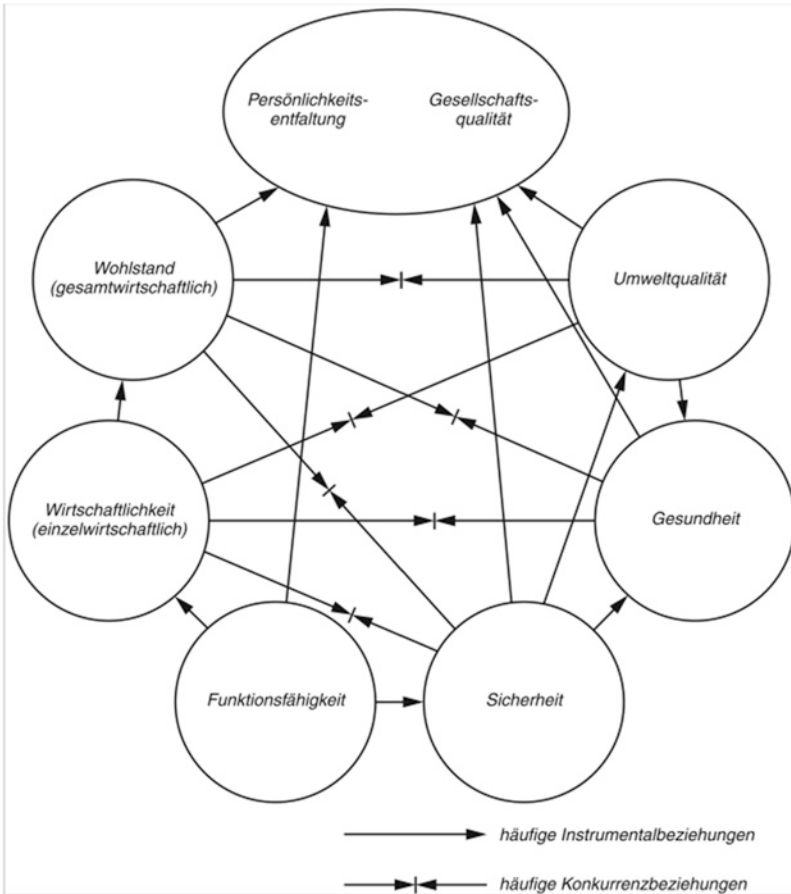 Persönlichkeits-
entfaltung
Gesellschafts-
qualität
Wohlstand
(gesamtwirtschaftlich)
Umweltqualität
Wirtschaftlichkeit
(einzelwirtschaftlich)
Gesundheit
Funktionsfähigkeit
Sicherheit
häufige Instrumentalbeziehungen
häufige Konkurrenzbeziehungen